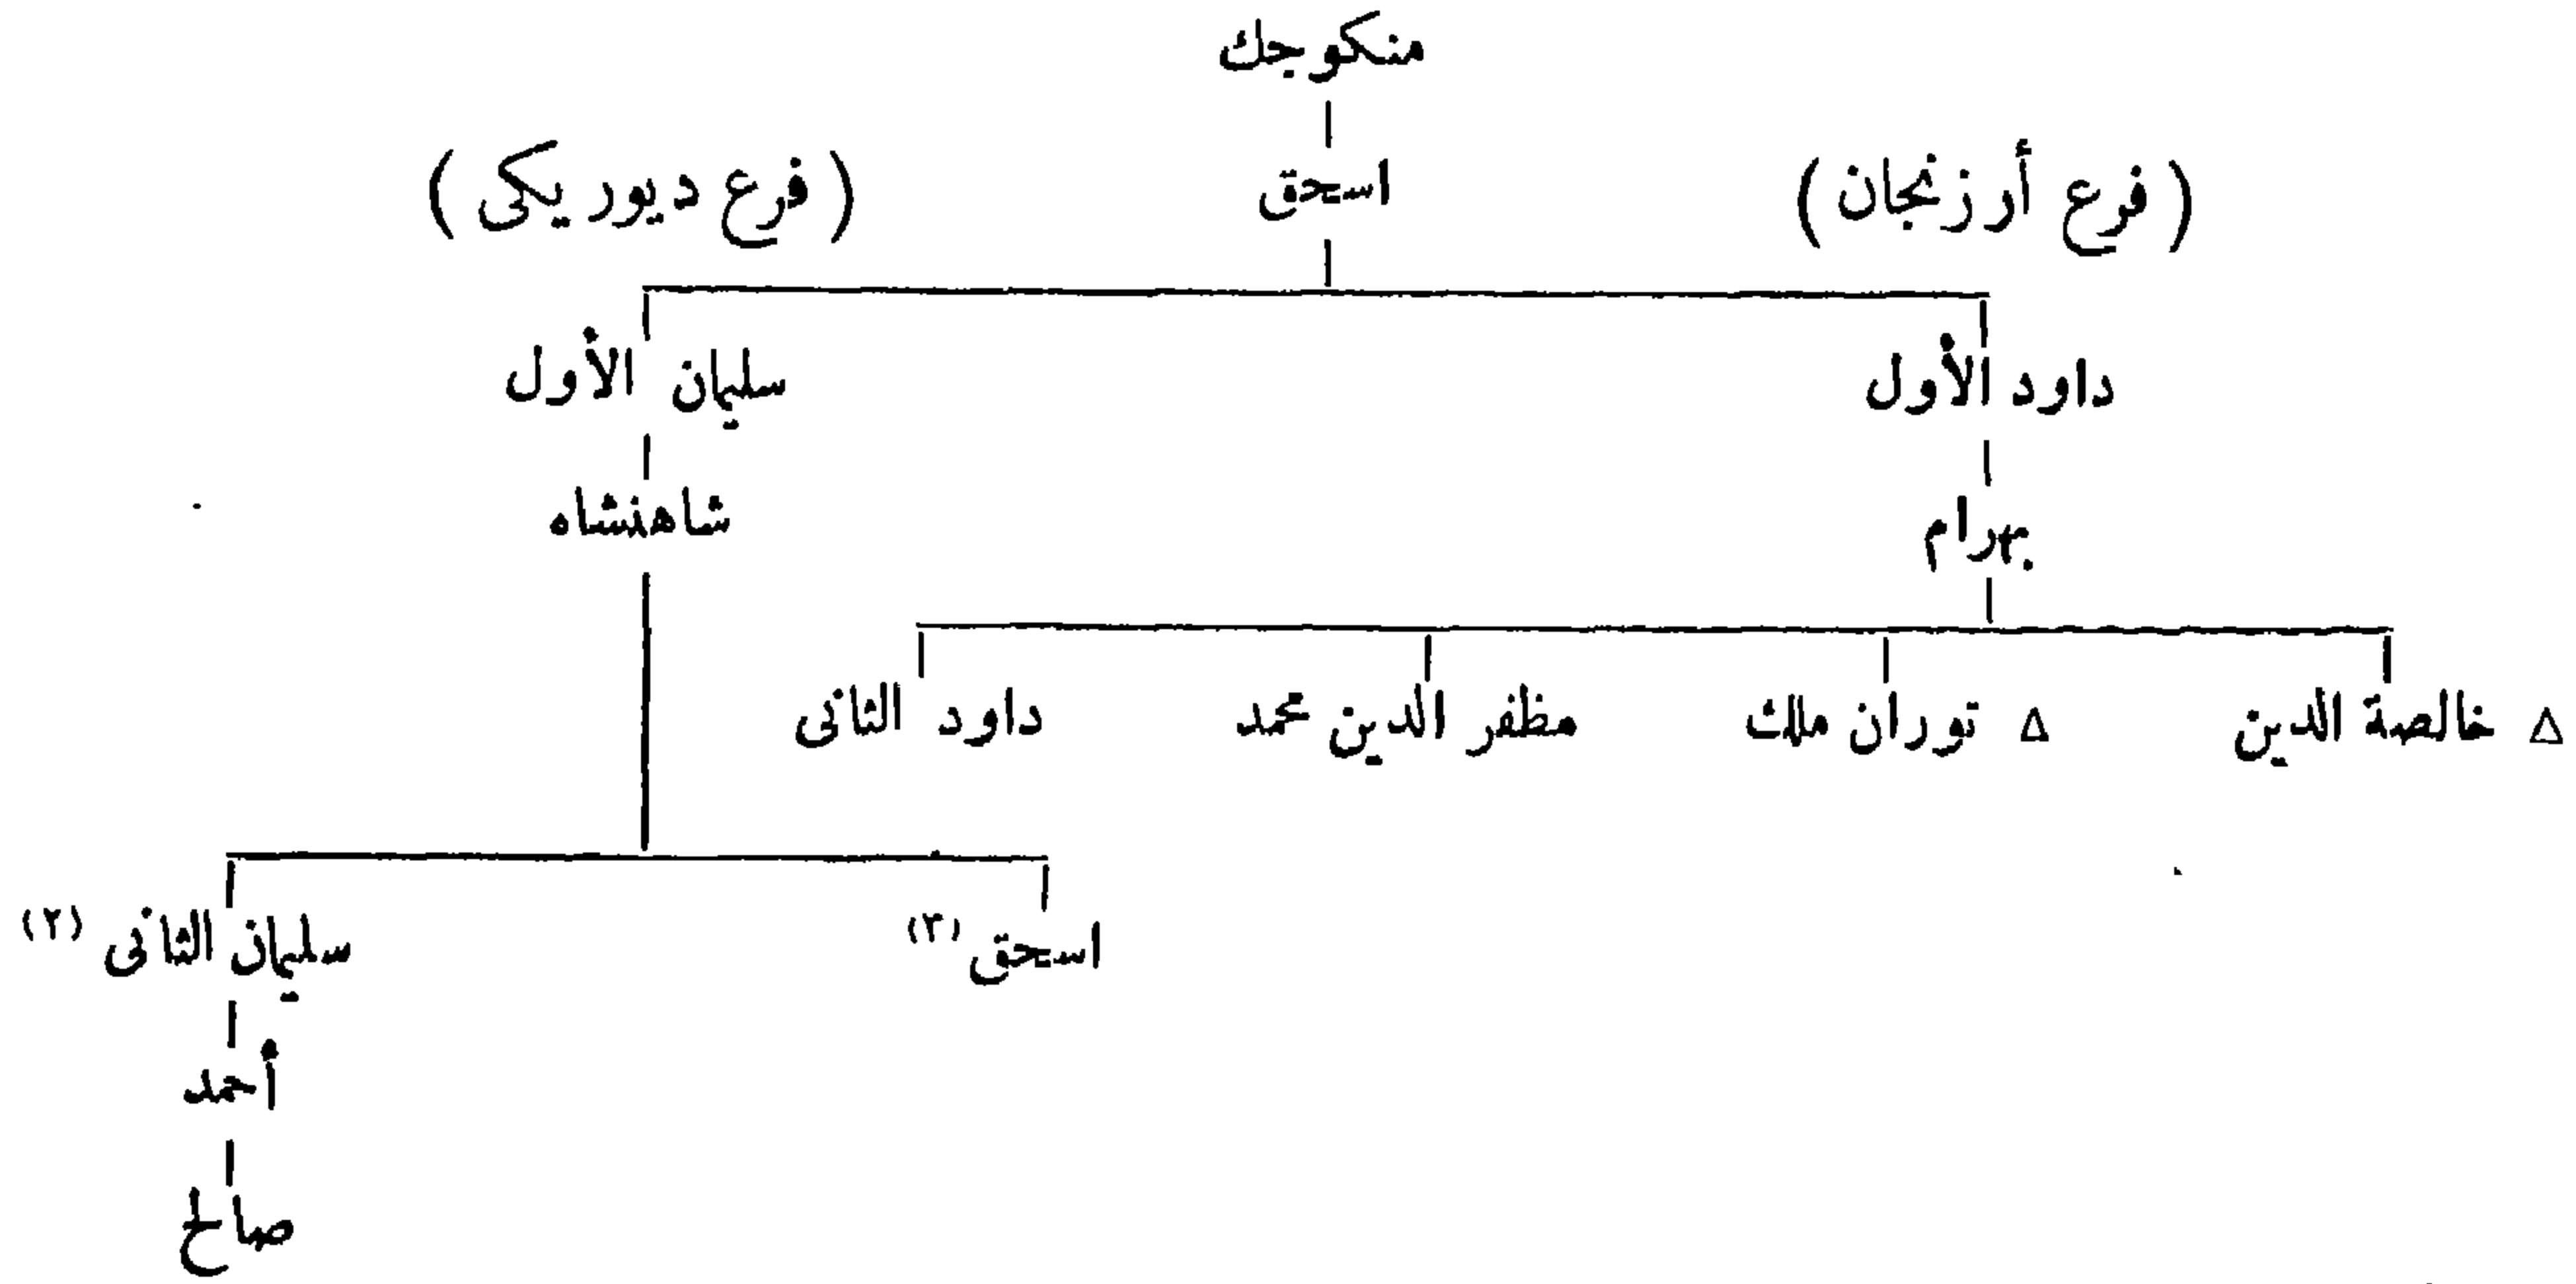 منكوجك
اسحق
( فرع أرزنجان ) ( فرع ديوريكى )
داود الأول سليمان الأول
بهرام شاهنشاه
△ خالصة الدين △ توران ملك مظفر الدين محمد داود الثانى
اسحق (٣) سليمان الثانى (٢)
أحمد
صالح